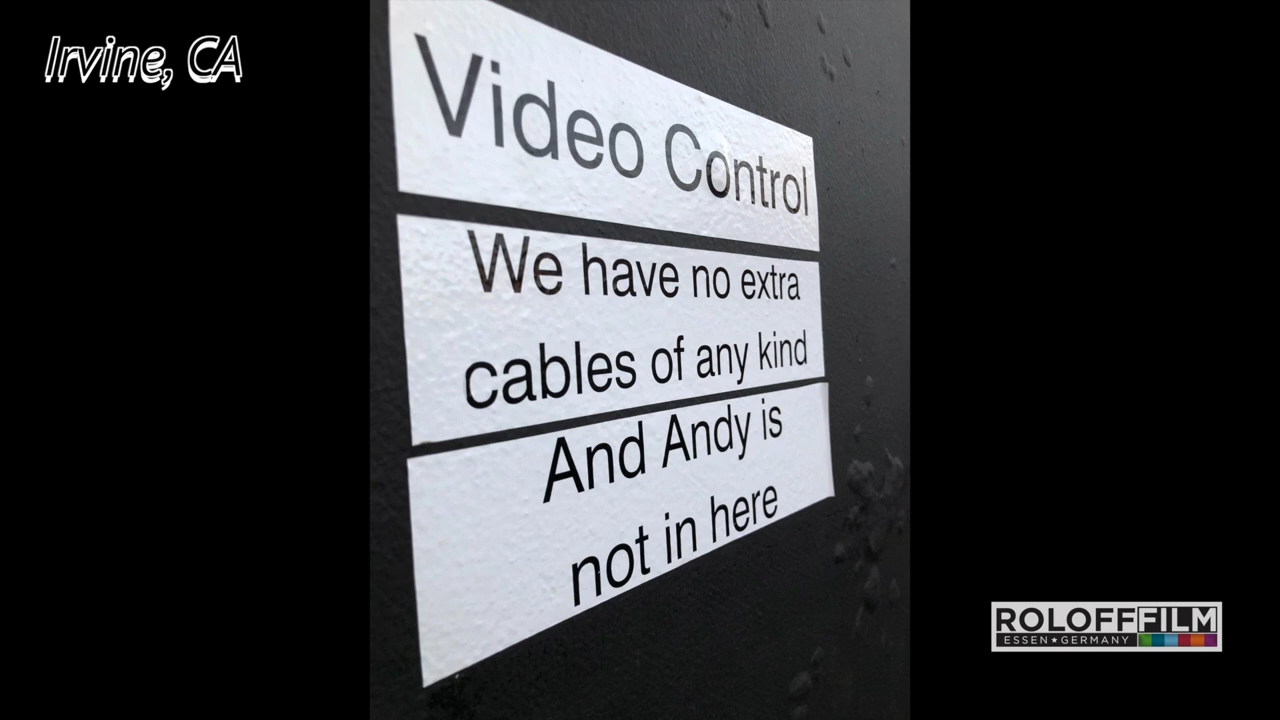 Irvine, CA
Video Control
We have no extra
cables of any kind
And Andy is
not in here
ROLOFFFILM
ESSEN★GERMANY